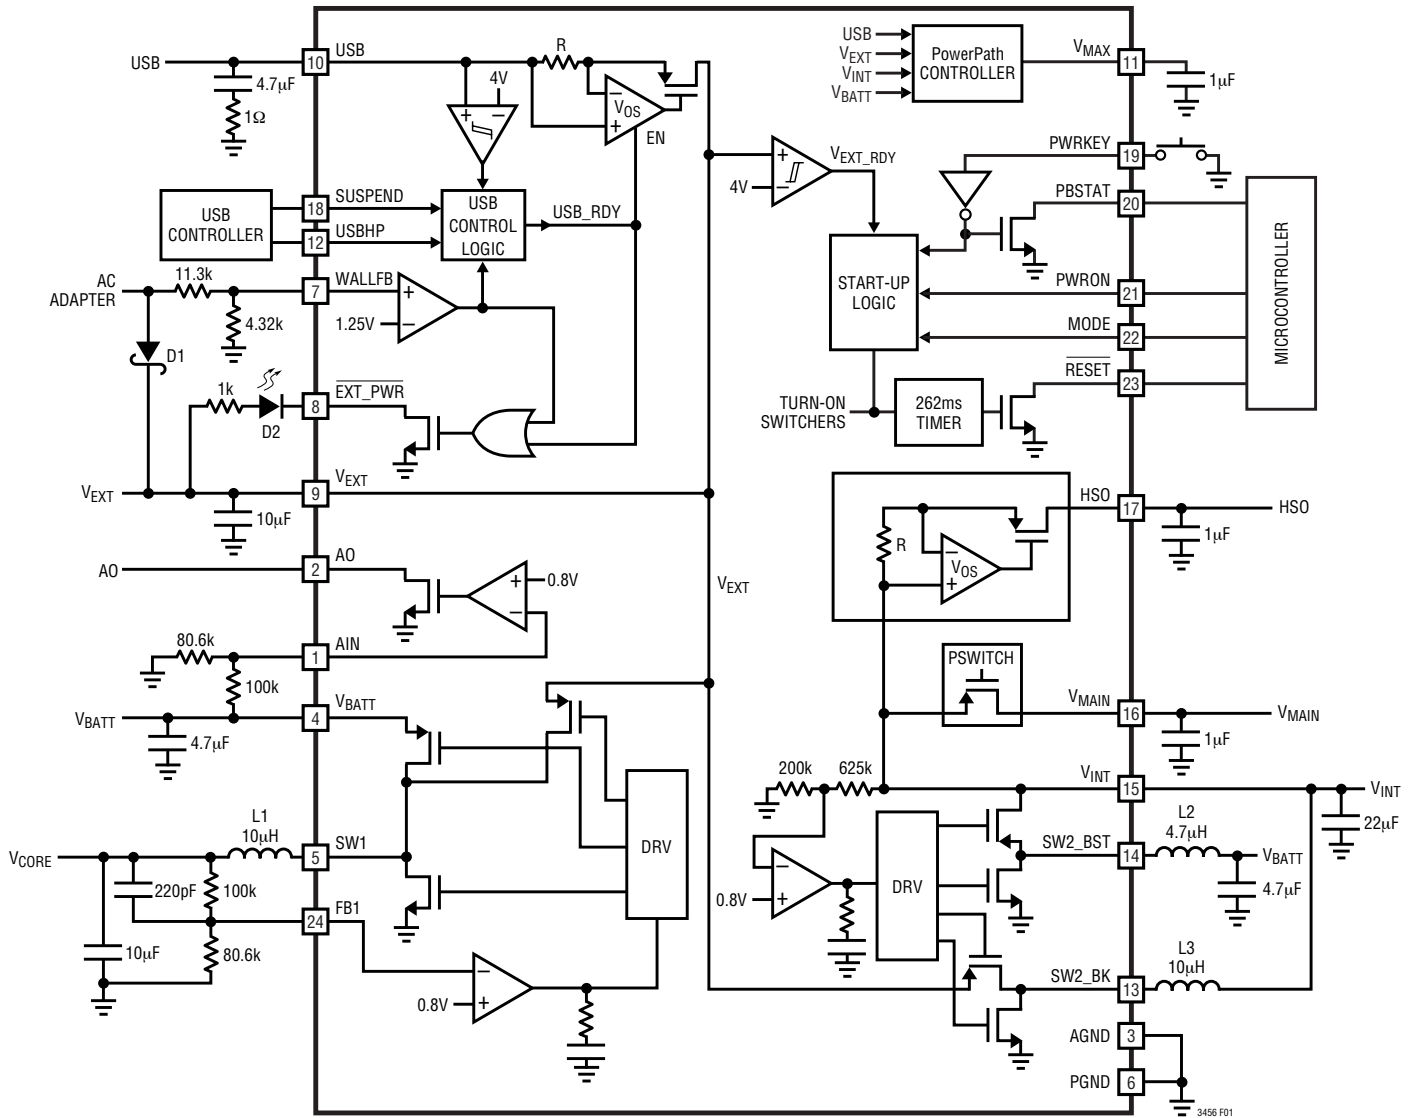 USB
10
USB
4.7µF
1Ω
R
4V
+
–
–
VOS
+
EN
USB
VEXT
VINT
VBATT
PowerPath
CONTROLLER
VMAX
11
1µF
USB
CONTROLLER
18
SUSPEND
12
USBHP
USB
CONTROL
LOGIC
USB_RDY
+
4V
–
VEXT_RDY
PWRKEY
19
PBSTAT
20
START-UP
LOGIC
PWRON
21
MODE
22
RESET
23
MICROCONTROLLER
TURN-ON
SWITCHERS
262ms
TIMER
AC
ADAPTER
11.3k
4.32k
7
WALLFB
+
1.25V
–
D1
1k
D2
8
EXT_PWR
VEXT
9
VEXT
10µF
AO
2
AO
+
0.8V
–
VEXT
80.6k
1
AIN
100k
VBATT
4
VBATT
4.7µF
L1
10µH
VCORE
5
SW1
220pF
100k
24
FB1
10µF
80.6k
DRV
–
0.8V
+
R
–
VOS
+
HSO
17
HSO
1µF
PSWITCH
VMAIN
16
VMAIN
1µF
200k
625k
VINT
15
VINT
22µF
–
0.8V
+
DRV
SW2_BST
14
L2
4.7µH
VBATT
4.7µF
SW2_BK
13
L3
10µH
AGND
3
PGND
6
3456 F01